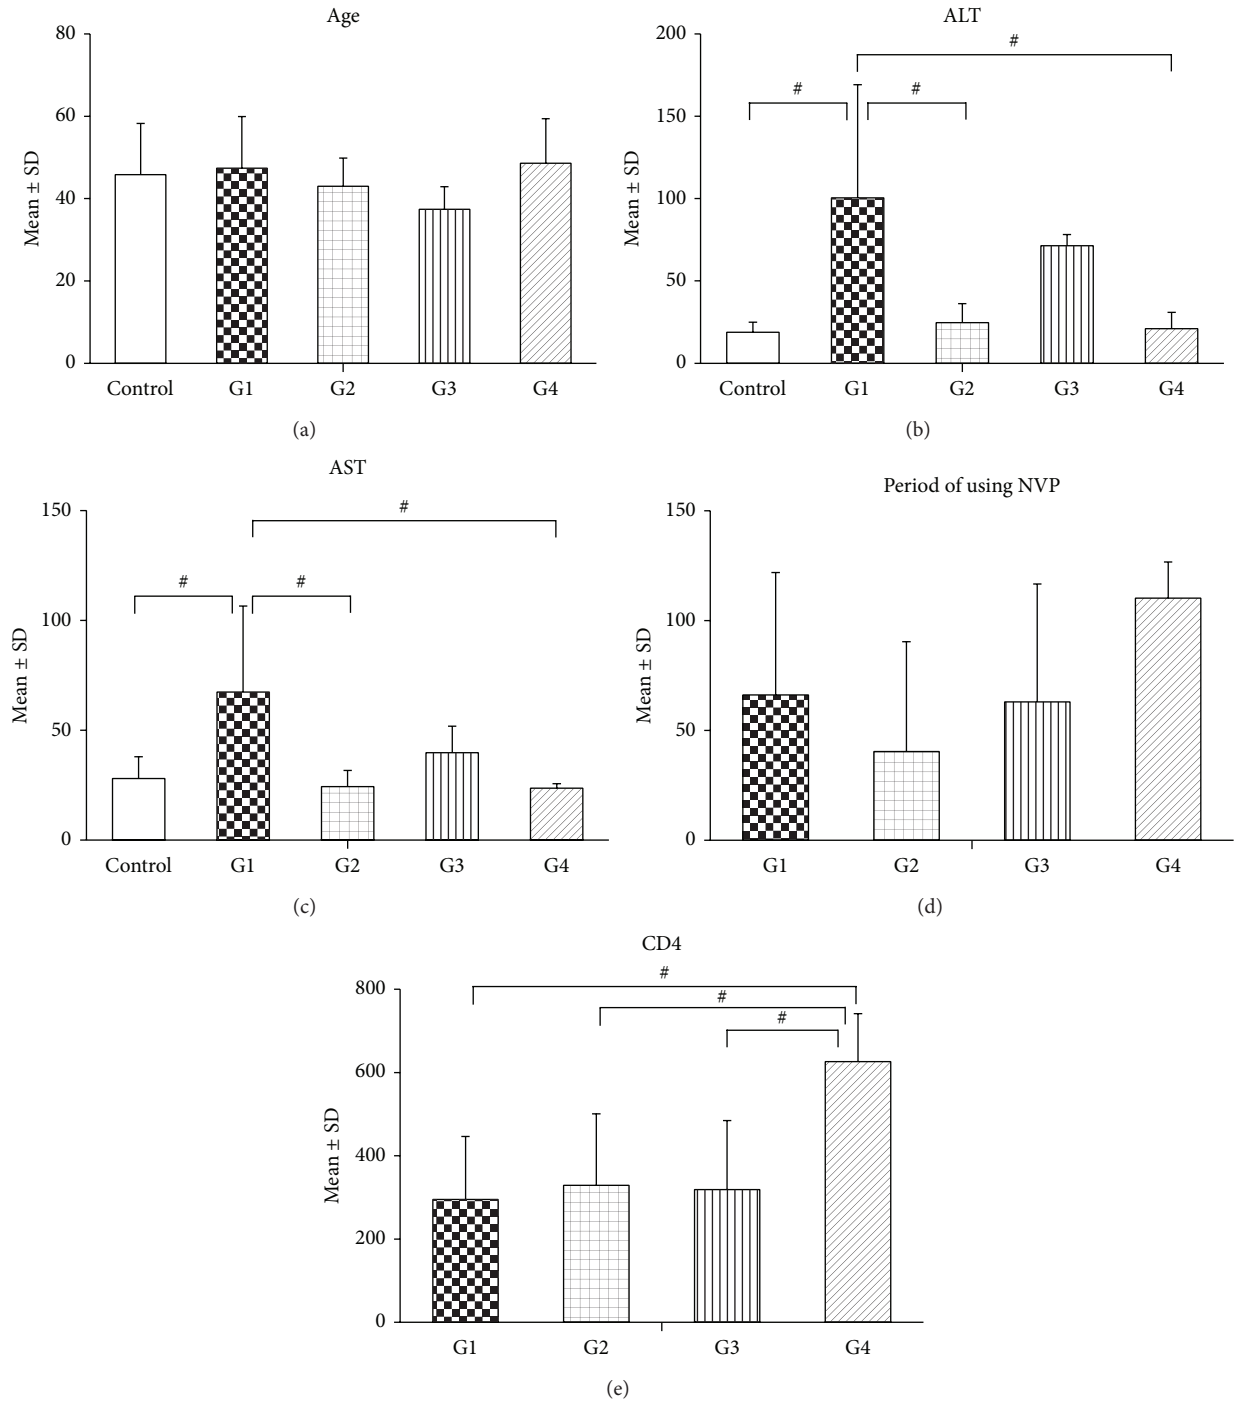 Age
80
60
40
20
0
Mean ± SD
Control G1 G2 G3 G4
(a)
ALT
200
150
100
50
0
Mean ± SD
# # #
Control G1 G2 G3 G4
(b)
AST
150
100
50
0
Mean ± SD
# # #
Control G1 G2 G3 G4
(c)
Period of using NVP
150
100
50
0
Mean ± SD
G1 G2 G3 G4
(d)
CD4
800
600
400
200
0
Mean ± SD
#
#
#
G1 G2 G3 G4
(e)